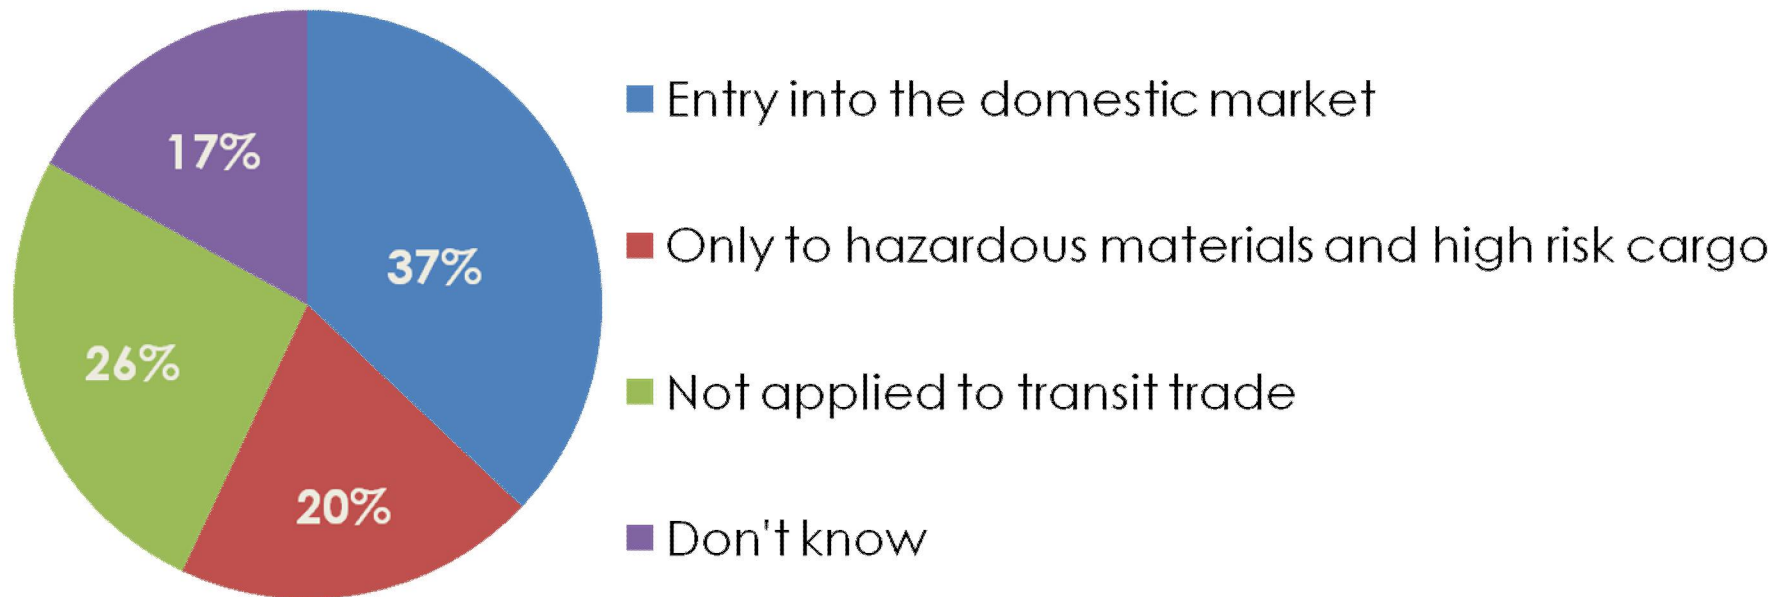 17%
37%
26%
20%
Entry into the domestic market
Only to hazardous materials and high risk cargo
Not applied to transit trade
Don't know